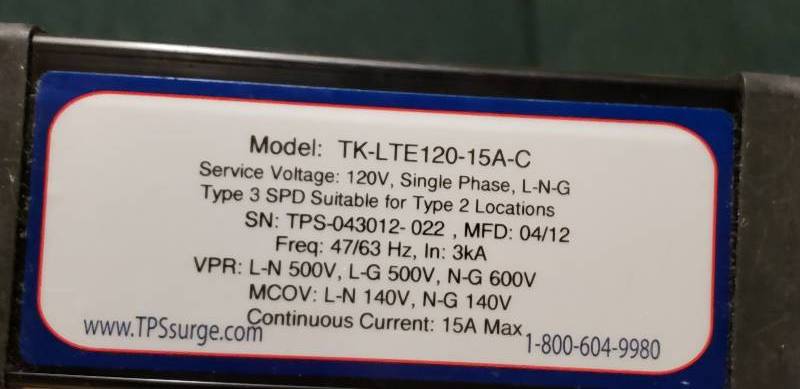 Model: TK-LTE120-15A-C
Service Voltage: 120V, Single Phase, L-N-G
Type 3 SPD Suitable for Type 2 Locations
SN: TPS-043012- 022 , MFD: 04/12
Freq: 47/63 Hz, In: 3kA
VPR: L-N 500V, L-G 500V, N-G 600V
MCOV: L-N 140V, N-G 140V
Continuous Current: 15A Max
www.TPSsurge.com 1-800-604-9980